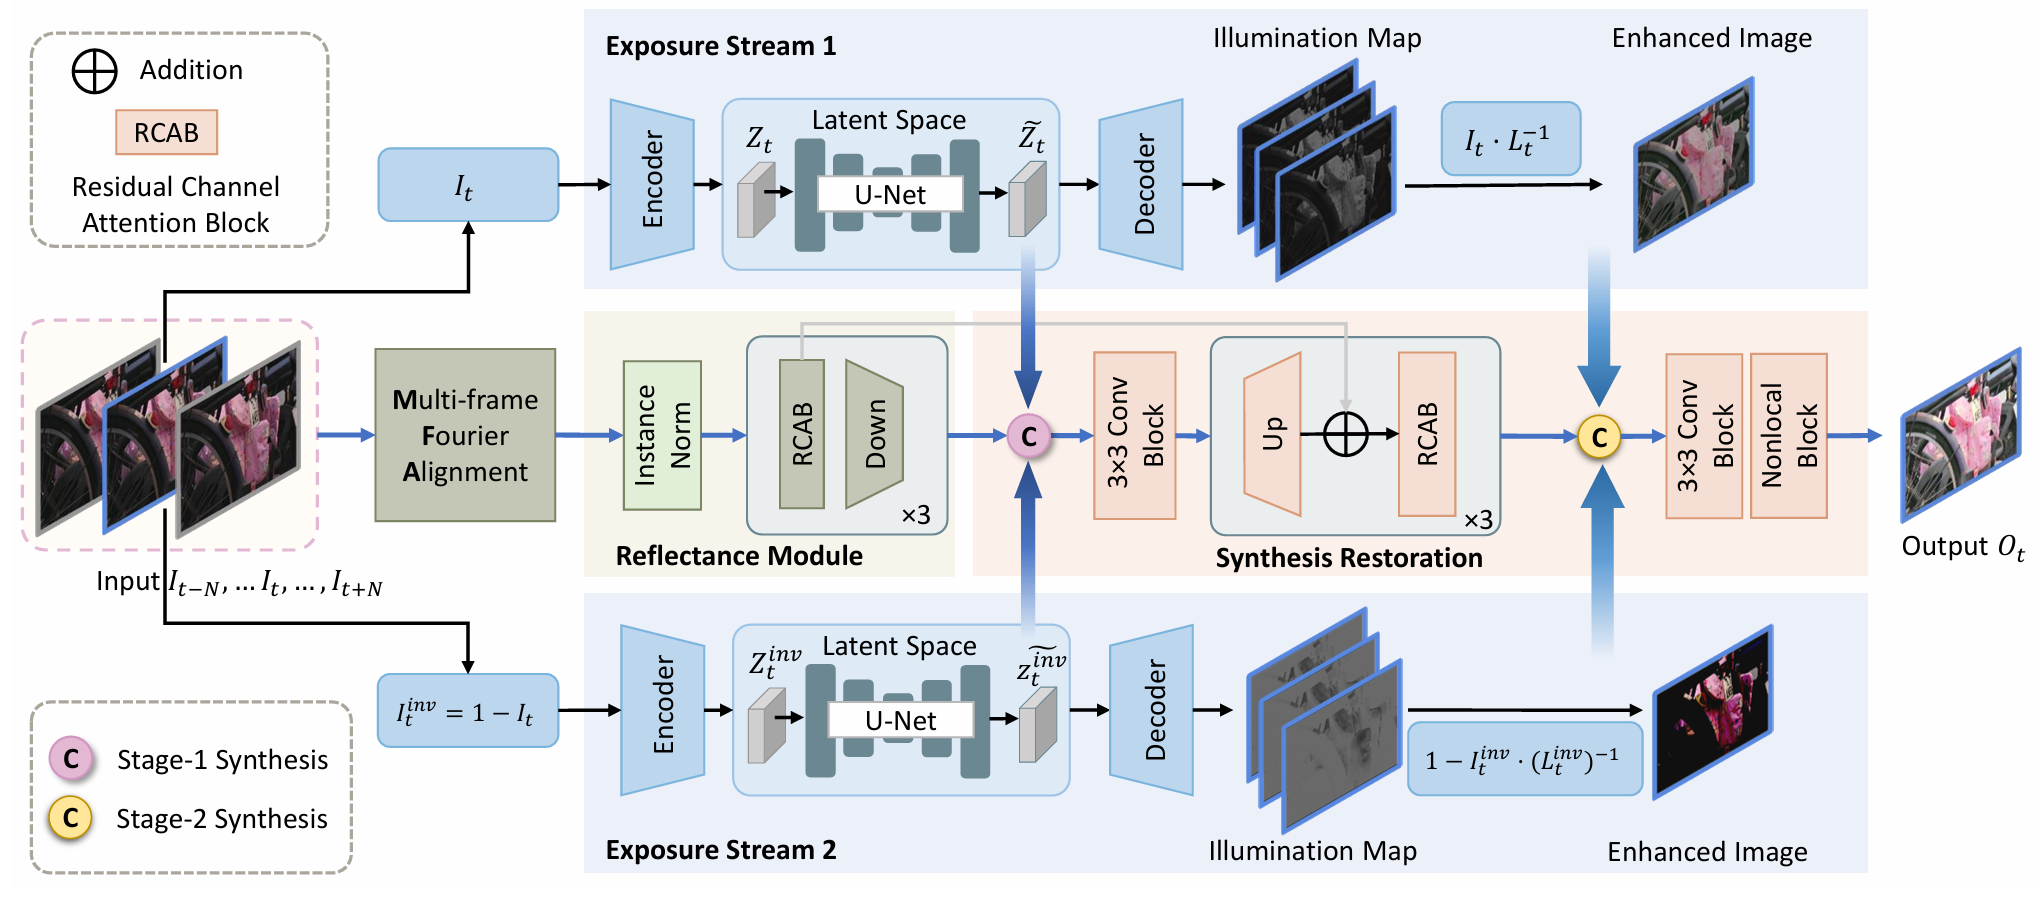 Addition
RCAB
Residual Channel
Attention Block
Exposure Stream 1
Illumination Map
Enhanced Image
$I_t$
Encoder
Latent Space
$Z_t$
U-Net
$\widetilde{Z}_t$
Decoder
$I_t \cdot L_t^{-1}$
Input $I_{t-N}, \ldots I_t, \ldots, I_{t+N}$
Multi-frame
Fourier
Alignment
Instance
Norm
RCAB
Down
×3
Reflectance Module
C
3×3 Conv
Block
Up
RCAB
×3
Synthesis Restoration
C
3×3 Conv
Block
Nonlocal
Block
Output $O_t$
$I_t^{inv} = 1 - I_t$
Encoder
Latent Space
$Z_t^{inv}$
U-Net
$\widetilde{z_t^{inv}}$
Decoder
$1 - I_t^{inv} \cdot (L_t^{inv})^{-1}$
Exposure Stream 2
Illumination Map
Enhanced Image
C Stage-1 Synthesis
C Stage-2 Synthesis